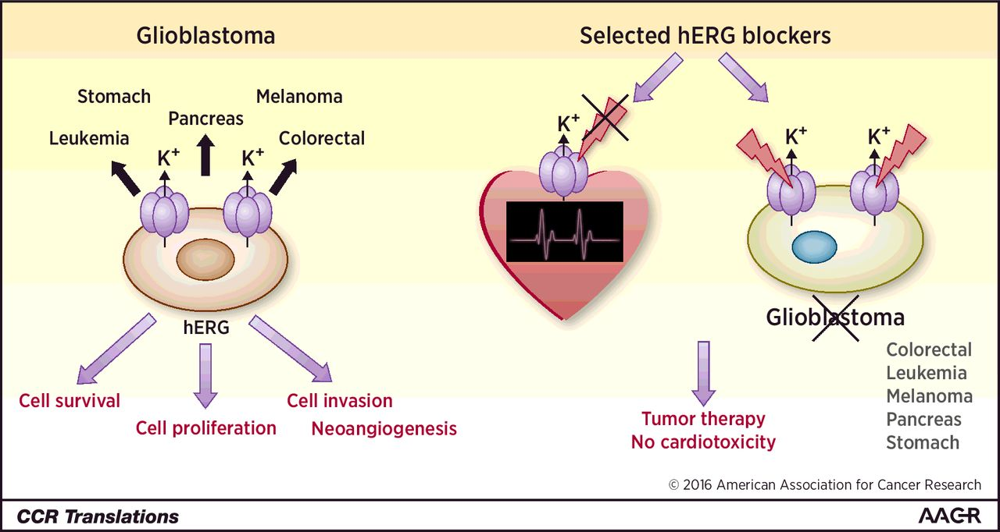 Glioblastoma
Stomach
Melanoma
Pancreas
Leukemia
Colorectal
K+
K+
hERG
Cell survival
Cell invasion
Cell proliferation
Neoangiogenesis
Selected hERG blockers
K+
K+
K+
Glioblastoma
Colorectal
Leukemia
Melanoma
Pancreas
Stomach
Tumor therapy
No cardiotoxicity
© 2016 American Association for Cancer Research
CCR Translations
AACR